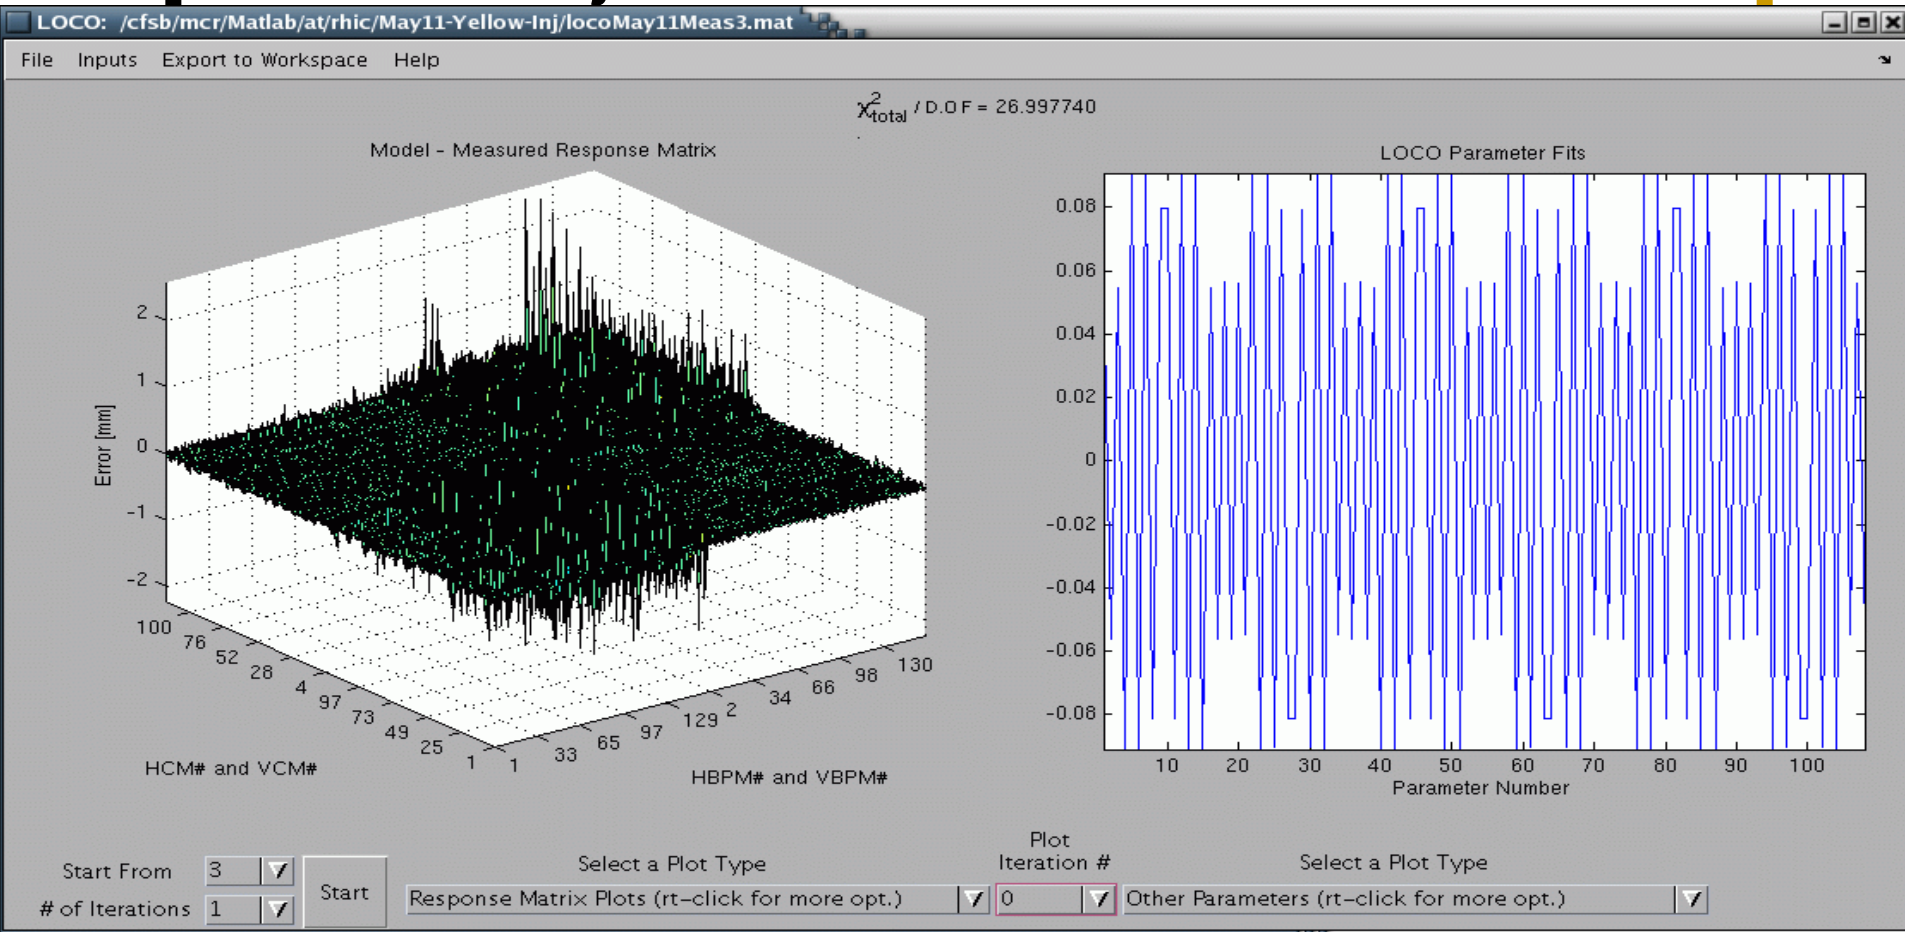 LOCO: /cfsb/mcr/Matlab/at/rhic/May11-Yellow-Inj/locoMay11Meas3.mat
File Inputs Export to Workspace Help
χ²total / D.O F = 26.997740
Model - Measured Response Matrix
2
1
0
-1
-2
Error [mm]
100
76
52
28
4
97
73
49
25
1
HCM# and VCM#
1
33
65
97
129
2
34
66
98
130
HBPM# and VBPM#
LOCO Parameter Fits
0.08
0.06
0.04
0.02
0
-0.02
-0.04
-0.06
-0.08
10 20 30 40 50 60 70 80 90 100
Parameter Number
Start From 3
# of Iterations 1
Start
Select a Plot Type
Response Matrix Plots (rt-click for more opt.)
Plot
Iteration #
0
Select a Plot Type
Other Parameters (rt-click for more opt.)